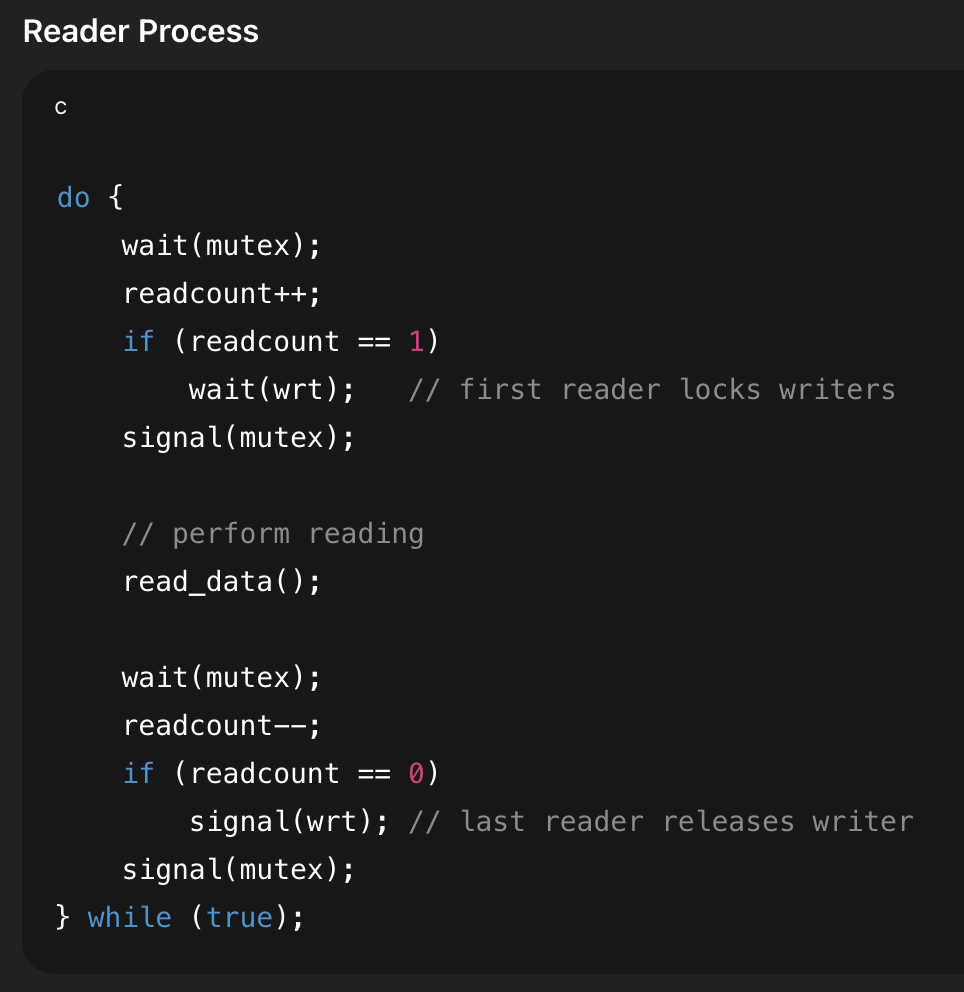 Reader Process
c
do {
    wait(mutex);
    readcount++;
    if (readcount == 1)
        wait(wrt);   // first reader locks writers
    signal(mutex);

    // perform reading
    read_data();

    wait(mutex);
    readcount--;
    if (readcount == 0)
        signal(wrt); // last reader releases writer
    signal(mutex);
} while (true);